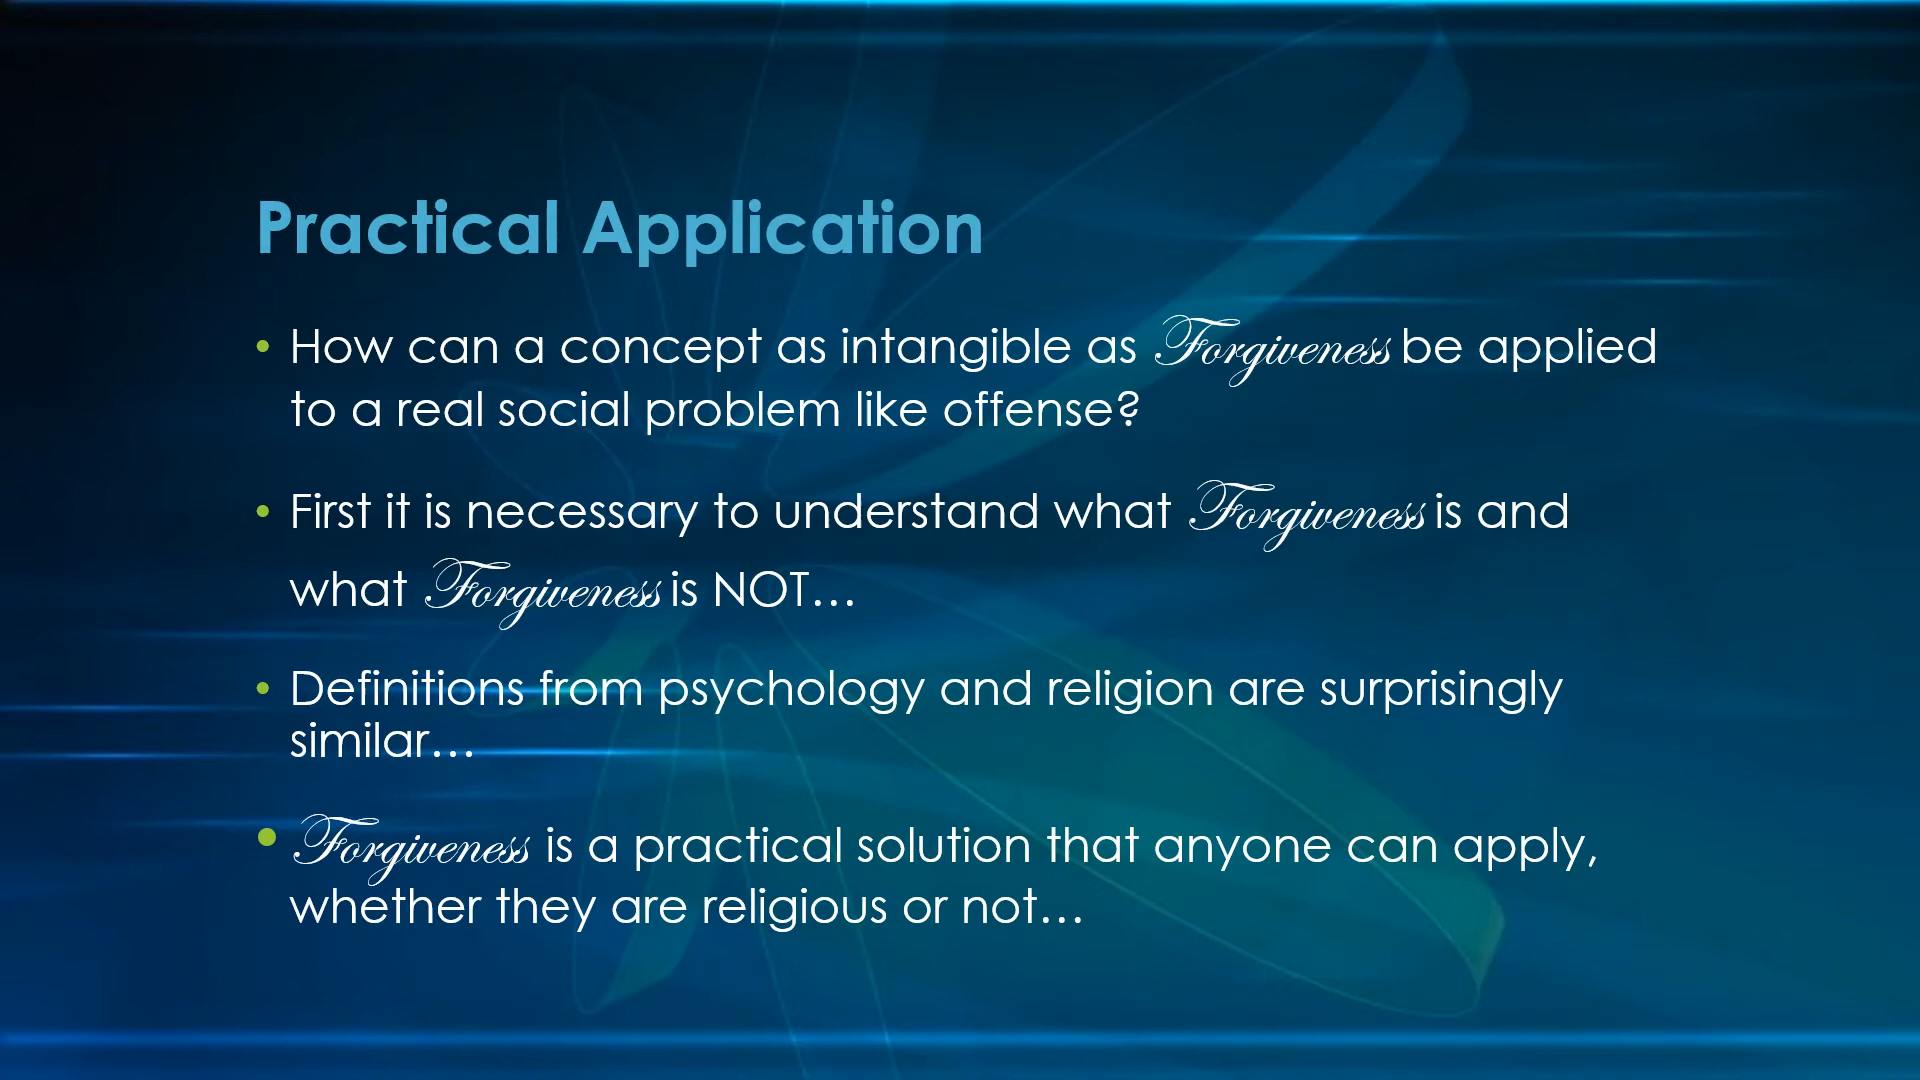 Practical Application
• How can a concept as intangible as Forgiveness be applied
to a real social problem like offense?
• First it is necessary to understand what Forgiveness is and
what Forgiveness is NOT…
• Definitions from psychology and religion are surprisingly
similar…
• Forgiveness is a practical solution that anyone can apply,
whether they are religious or not…